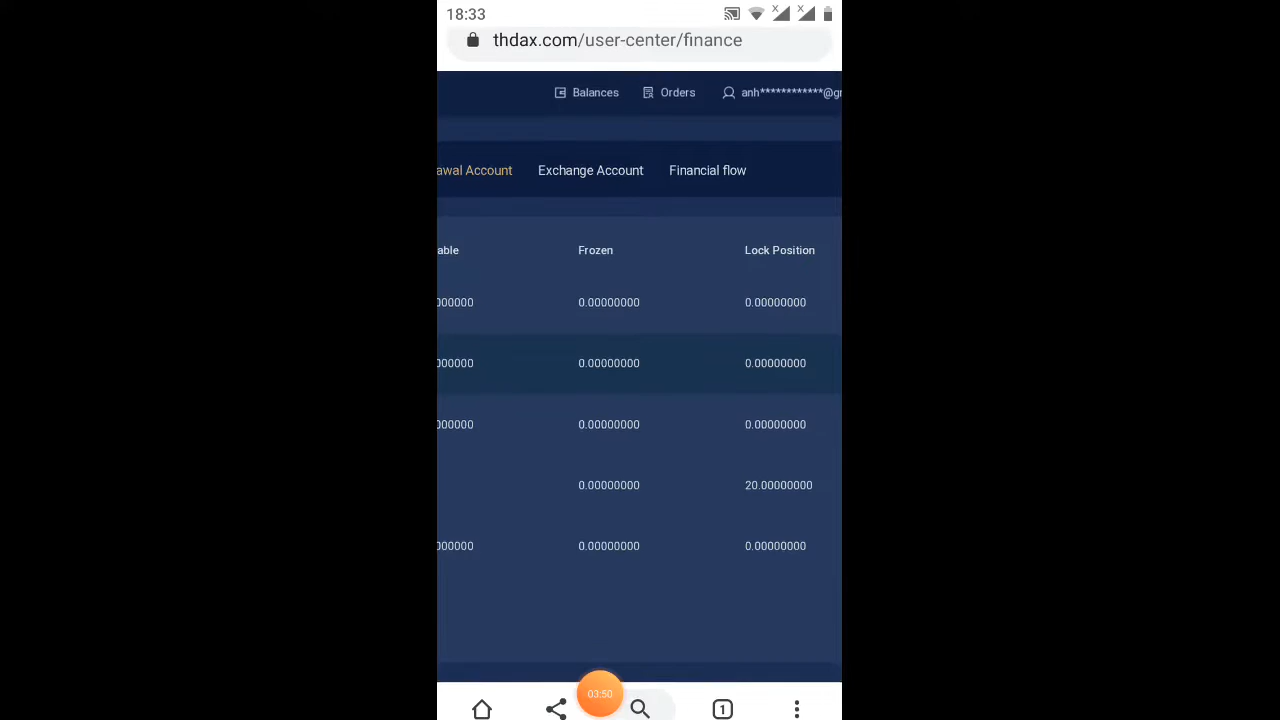 18:33
thdax.com/user-center/finance
Balances Orders anh************@gr
awal Account Exchange Account Financial flow
able Frozen Lock Position
000000 0.00000000 0.00000000
000000 0.00000000 0.00000000
000000 0.00000000 0.00000000
0.00000000 20.00000000
000000 0.00000000 0.00000000
03:50
1